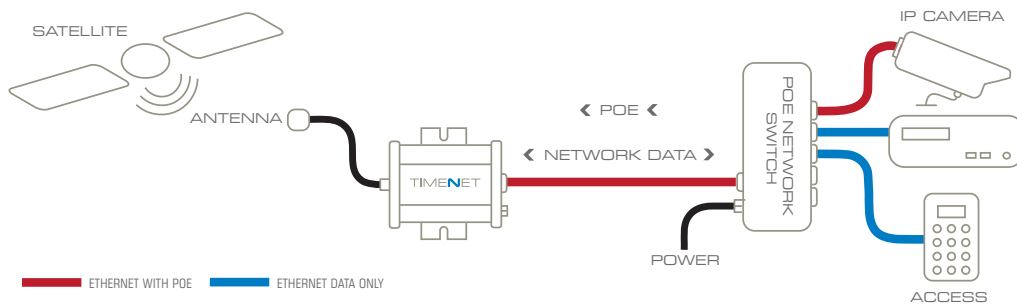 IP CAMERA
SATELLITE
ANTENNA
‹ POE ‹
‹ NETWORK DATA ›
TIMENET
POE NETWORK
SWITCH
POWER
ETHERNET WITH POE
ETHERNET DATA ONLY
ACCESS